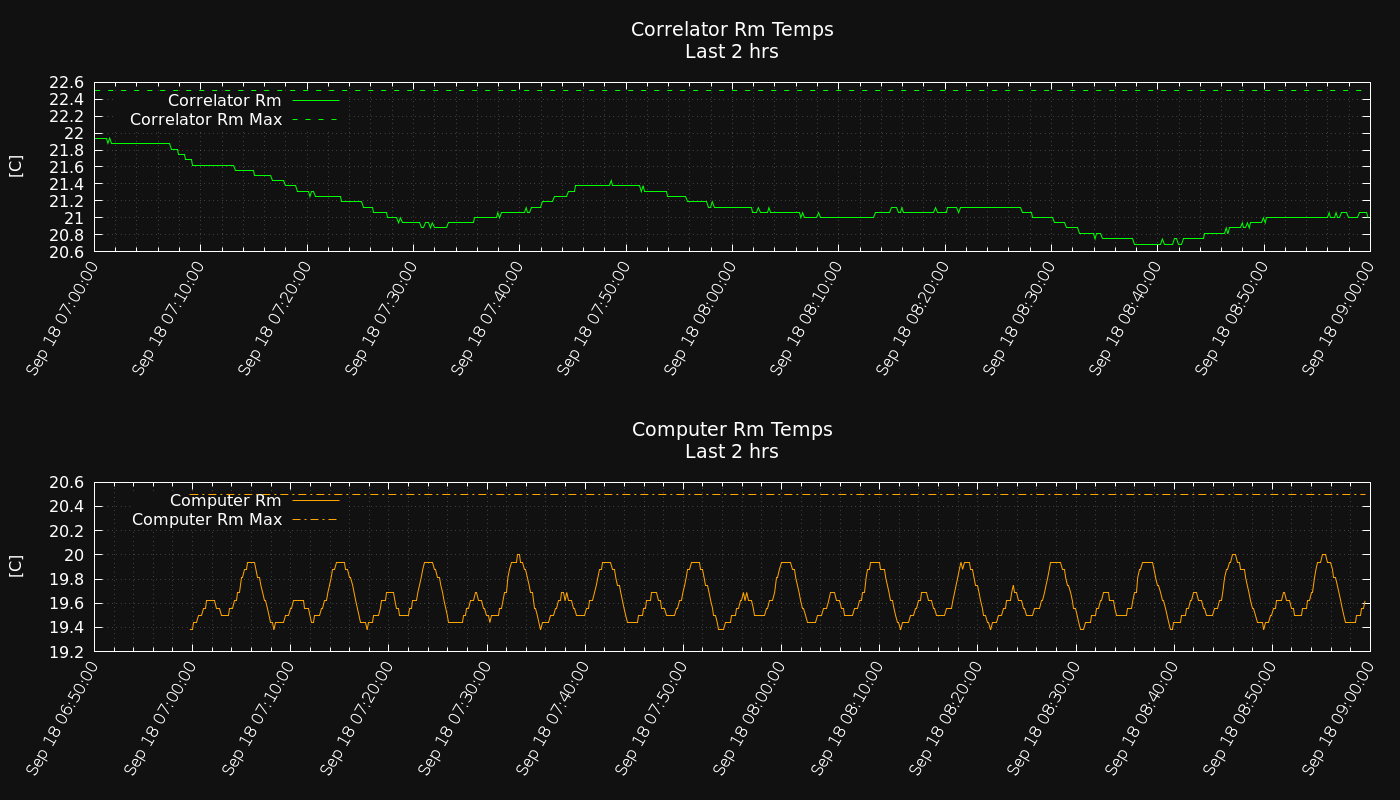 Correlator Rm Temps
Last 2 hrs
22.6
22.4
22.2
22
21.8
21.6
21.4
21.2
21
20.8
20.6
[C]
Correlator Rm
Correlator Rm Max
Sep 18 07:00:00
Sep 18 07:10:00
Sep 18 07:20:00
Sep 18 07:30:00
Sep 18 07:40:00
Sep 18 07:50:00
Sep 18 08:00:00
Sep 18 08:10:00
Sep 18 08:20:00
Sep 18 08:30:00
Sep 18 08:40:00
Sep 18 08:50:00
Sep 18 09:00:00
Computer Rm Temps
Last 2 hrs
20.6
20.4
20.2
20
19.8
19.6
19.4
19.2
[C]
Computer Rm
Computer Rm Max
Sep 18 06:50:00
Sep 18 07:00:00
Sep 18 07:10:00
Sep 18 07:20:00
Sep 18 07:30:00
Sep 18 07:40:00
Sep 18 07:50:00
Sep 18 08:00:00
Sep 18 08:10:00
Sep 18 08:20:00
Sep 18 08:30:00
Sep 18 08:40:00
Sep 18 08:50:00
Sep 18 09:00:00